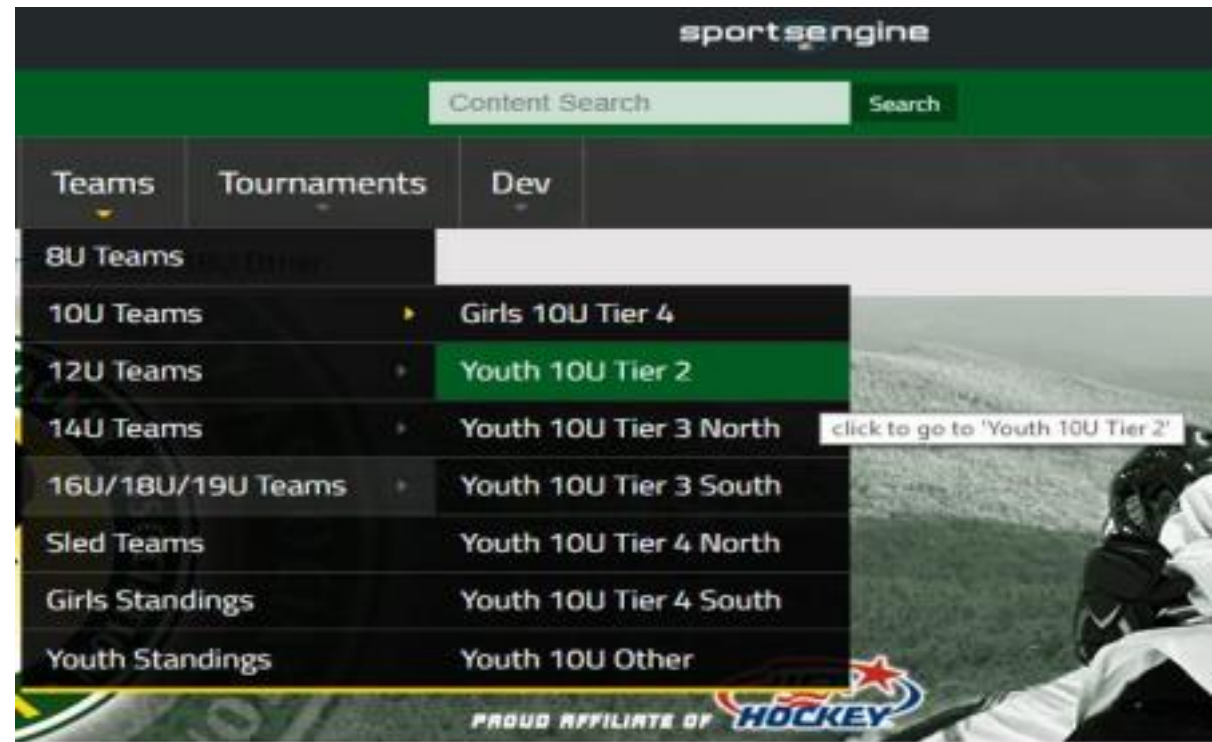 sportsengine
Content Search
Search
Teams
Tournaments
Dev
8U Teams
10U Teams
12U Teams
14U Teams
16U/18U/19U Teams
Sled Teams
Girls Standings
Youth Standings
Girls 10U Tier 4
Youth 10U Tier 2
Youth 10U Tier 3 North
Youth 10U Tier 3 South
Youth 10U Tier 4 North
Youth 10U Tier 4 South
Youth 10U Other
click to go to 'Youth 10U Tier 2'
PROUD AFFILIATE OF
HOCKEY